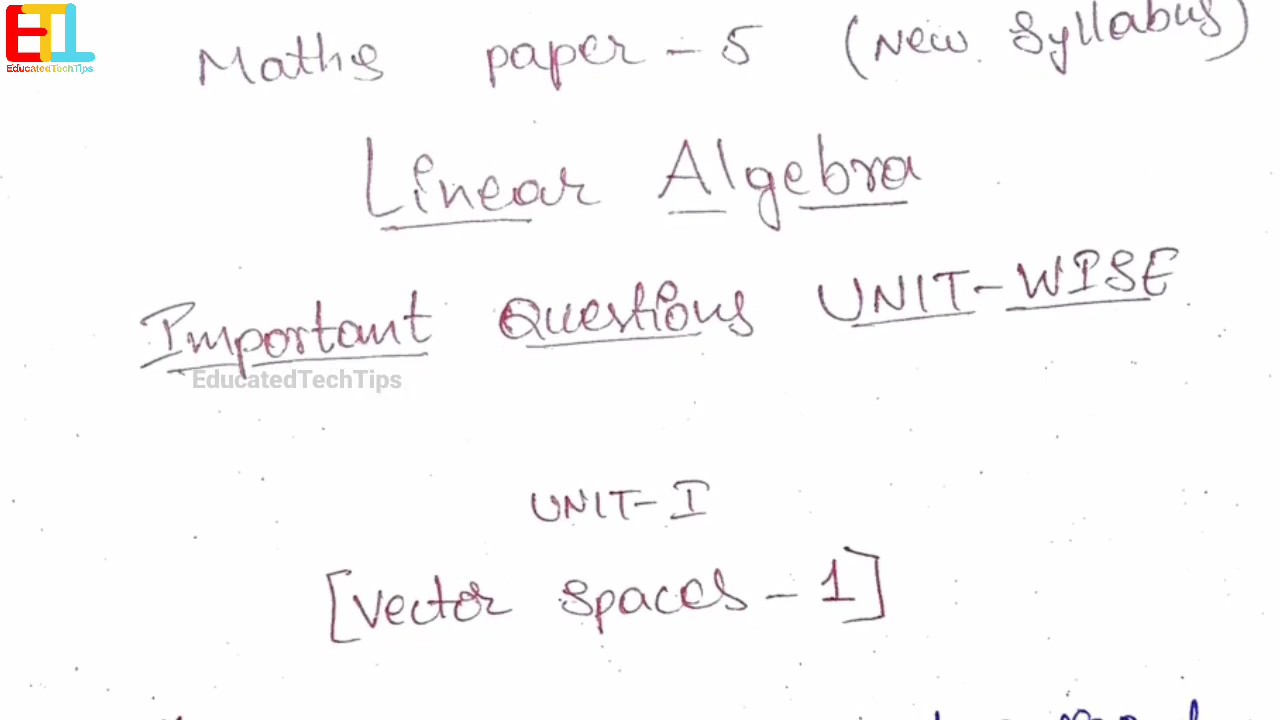 ETL
EducatedTechTips
Maths paper - 5 (New Syllabus)
Linear Algebra
Important Questions UNIT-WISE
EducatedTechTips
UNIT-I
[Vector Spaces - 1]